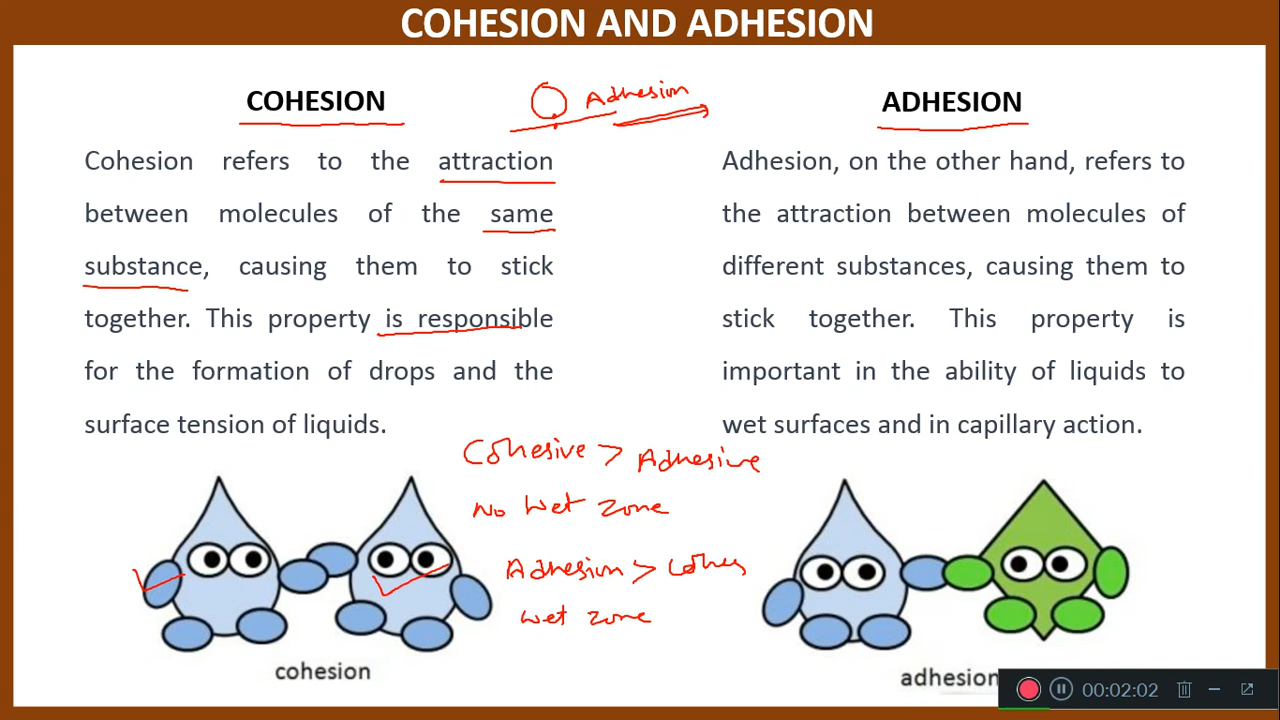 COHESION AND ADHESION
COHESION
Adhesion
ADHESION
Cohesion refers to the attraction
between molecules of the same
substance, causing them to stick
together. This property is responsible
for the formation of drops and the
surface tension of liquids.
Adhesion, on the other hand, refers to
the attraction between molecules of
different substances, causing them to
stick together. This property is
important in the ability of liquids to
wet surfaces and in capillary action.
Cohesive > Adhesive
No Wet zone
Adhesion > Cohes
Wet zone
cohesion
adhesion
00:02:02